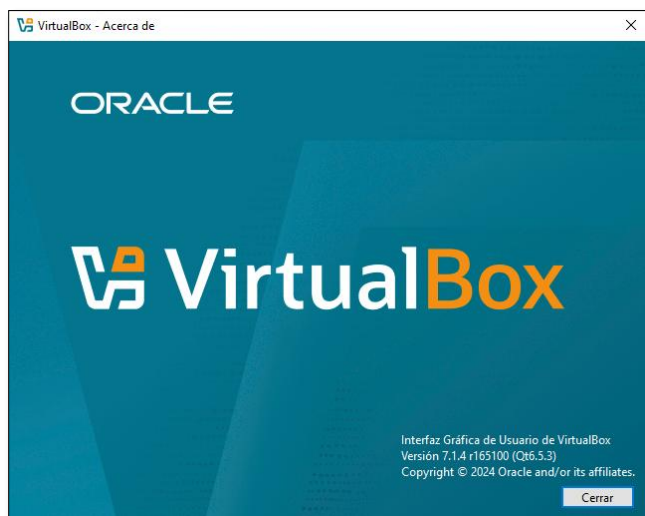 VirtualBox - Acerca de
ORACLE
VirtualBox
Interfaz Gráfica de Usuario de VirtualBox
Versión 7.1.4 r165100 (Qt6.5.3)
Copyright © 2024 Oracle and/or its affiliates.
Cerrar